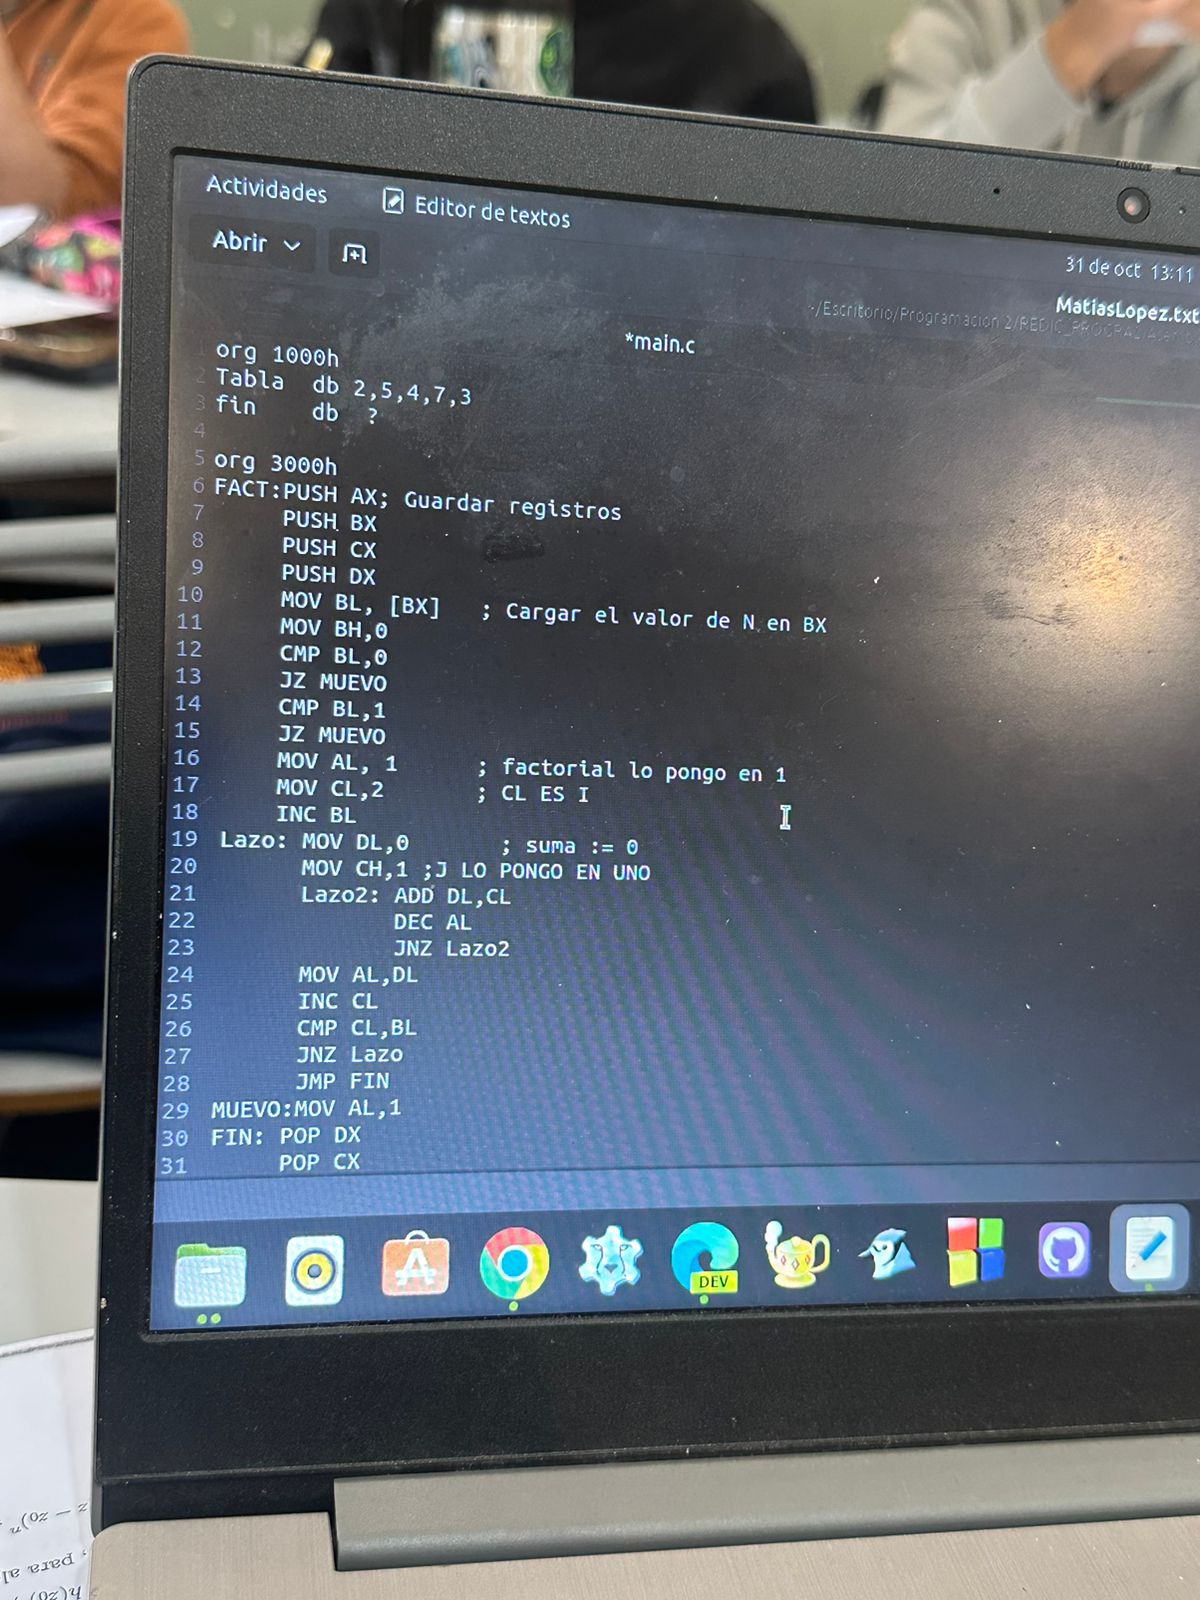 Actividades
Editor de textos
Abrir
31 de oct 13:11
MatiasLopez.txt
~/Escritorio/Programacion 2/REDIC_PROGRA
*main.c
org 1000h
2 Tabla db 2,5,4,7,3
3 fin db ?
4
5 org 3000h
6 FACT:PUSH AX; Guardar registros
7 PUSH BX
8 PUSH CX
9 PUSH DX
10 MOV BL, [BX] ; Cargar el valor de N en BX
11 MOV BH,0
12 CMP BL,0
13 JZ MUEVO
14 CMP BL,1
15 JZ MUEVO
16 MOV AL, 1 ; factorial lo pongo en 1
17 MOV CL,2 ; CL ES I
18 INC BL
19 Lazo: MOV DL,0 ; suma := 0
20 MOV CH,1 ;J LO PONGO EN UNO
21 Lazo2: ADD DL,CL
22 DEC AL
23 JNZ Lazo2
24 MOV AL,DL
25 INC CL
26 CMP CL,BL
27 JNZ Lazo
28 JMP FIN
29 MUEVO:MOV AL,1
30 FIN: POP DX
31 POP CX
DEV
, para al